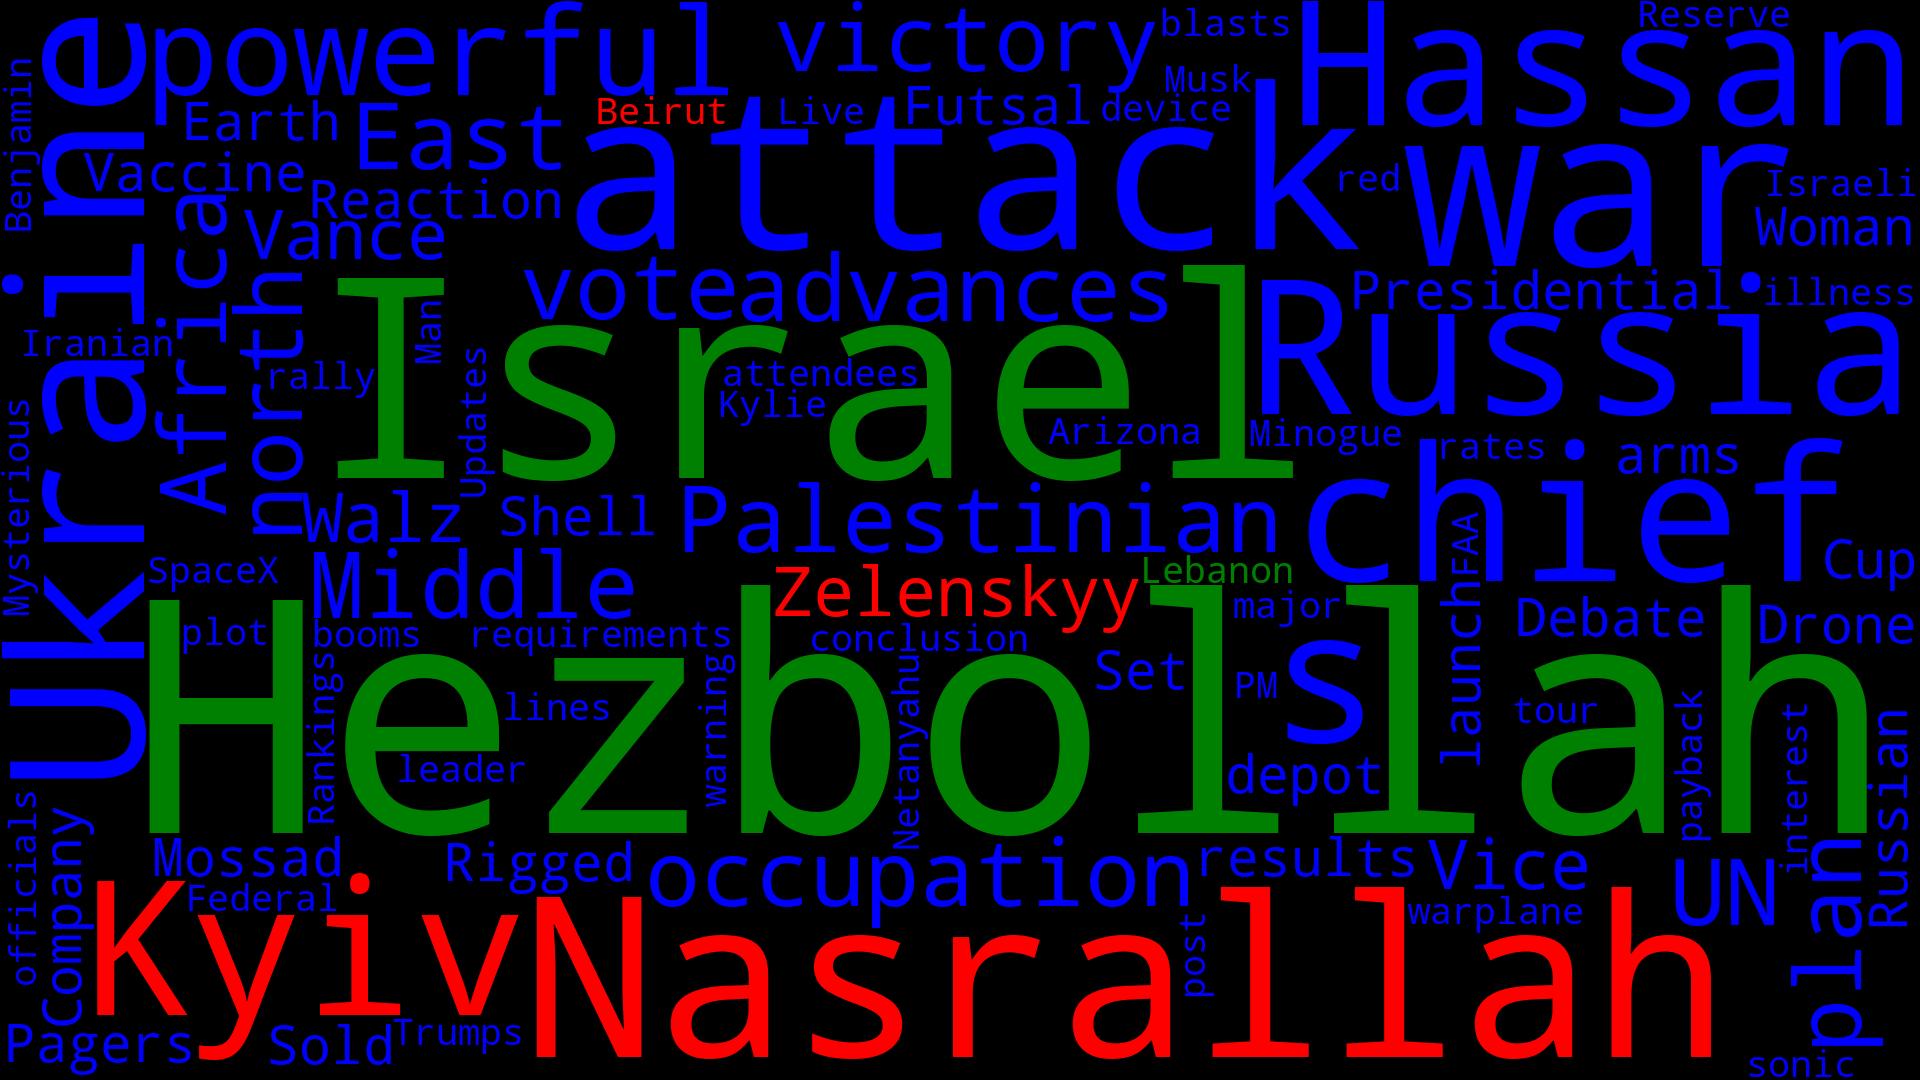 Ukraine
powerful
victory
blasts
Hassan
Reserve
Benjamin
Earth
East
Beirut
Live
Futsal
Musk
device
attack
war
red
Israeli
Woman
Vaccine
Reaction
Africa
Vance
north
vote
advances
Russia
Presidential
illness
Iranian
rally
Man
Updates
Israel
attendees
Kylie
Arizona
Minogue
rates
arms
chief
Mysterious
Walz
Shell
Palestinian
FAA
Cup
SpaceX
Middle
Zelenskyy
Lebanon
major
launch
Debate
Drone
plot
booms
requirements
conclusion
Hezbollah
Rankings
lines
leader
warning
Netanyahu
Set
PM
s
tour
depot
payback
interest
Russian
officials
Company
Mossad
Federal
Rigged
occupation
results
Vice
warplane
UN
plan
Kyiv
Nasrallah
post
Pagers
Sold
Trumps
sonic